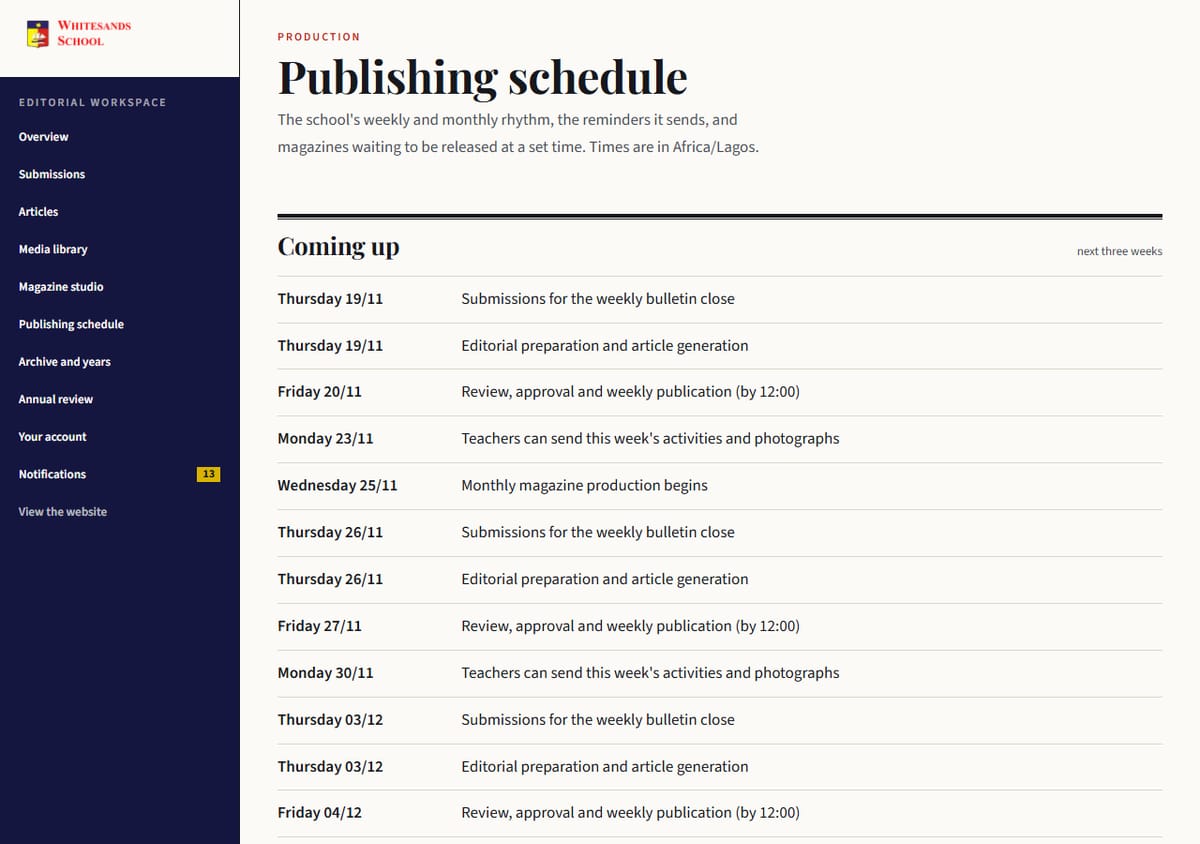 WHITESANDS
SCHOOL
EDITORIAL WORKSPACE
Overview
Submissions
Articles
Media library
Magazine studio
Publishing schedule
Archive and years
Annual review
Your account
Notifications 13
View the website
PRODUCTION
Publishing schedule
The school's weekly and monthly rhythm, the reminders it sends, and
magazines waiting to be released at a set time. Times are in Africa/Lagos.
Coming up next three weeks
Thursday 19/11 Submissions for the weekly bulletin close
Thursday 19/11 Editorial preparation and article generation
Friday 20/11 Review, approval and weekly publication (by 12:00)
Monday 23/11 Teachers can send this week's activities and photographs
Wednesday 25/11 Monthly magazine production begins
Thursday 26/11 Submissions for the weekly bulletin close
Thursday 26/11 Editorial preparation and article generation
Friday 27/11 Review, approval and weekly publication (by 12:00)
Monday 30/11 Teachers can send this week's activities and photographs
Thursday 03/12 Submissions for the weekly bulletin close
Thursday 03/12 Editorial preparation and article generation
Friday 04/12 Review, approval and weekly publication (by 12:00)